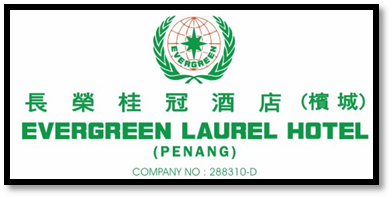 EVERGREEN
長榮桂冠酒店(檳城)
EVERGREEN LAUREL HOTEL
(PENANG)
COMPANY NO : 288310-D